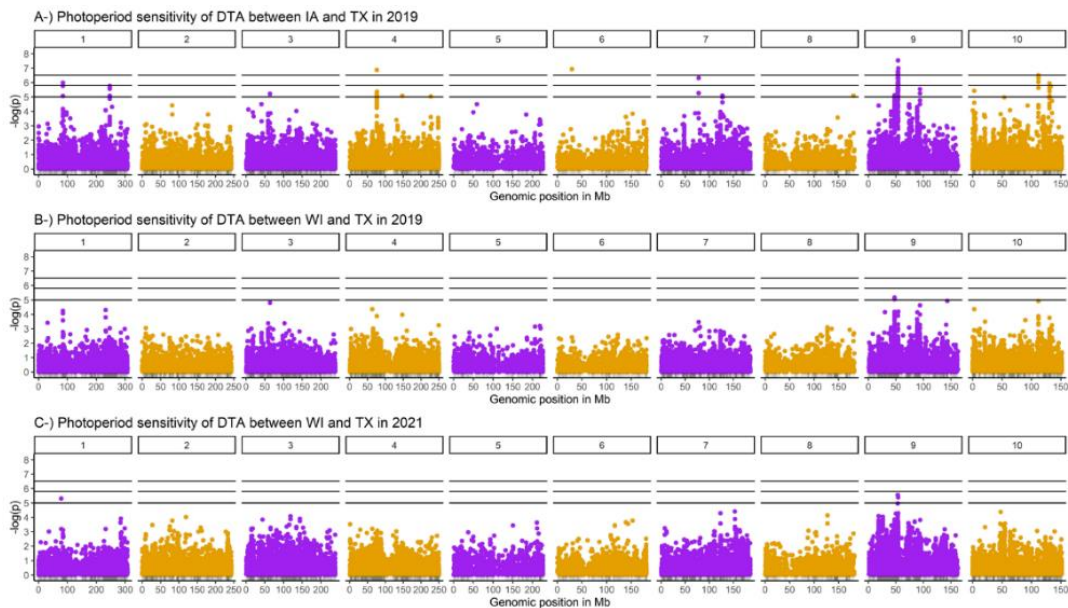 A-) Photoperiod sensitivity of DTA between IA and TX in 2019
1 2 3 4 5 6 7 8 9 10
8
7
6
5
4
3
2
1
0
-log(p)
0 100 200 300 0 50 100 150 200 250 0 50 100 150 200 0 50 100 150 200 250 0 50 100 150 200 0 50 100 150 0 50 100 150 0 50 100 150 0 50 100 150 0 50 100 150
Genomic position in Mb
B-) Photoperiod sensitivity of DTA between WI and TX in 2019
1 2 3 4 5 6 7 8 9 10
8
7
6
5
4
3
2
1
0
-log(p)
0 100 200 300 0 50 100 150 200 250 0 50 100 150 200 0 50 100 150 200 250 0 50 100 150 200 0 50 100 150 0 50 100 150 0 50 100 150 0 50 100 150 0 50 100 150
Genomic position in Mb
C-) Photoperiod sensitivity of DTA between WI and TX in 2021
1 2 3 4 5 6 7 8 9 10
8
7
6
5
4
3
2
1
0
-log(p)
0 100 200 300 0 50 100 150 200 250 0 50 100 150 200 0 50 100 150 200 250 0 50 100 150 200 0 50 100 150 0 50 100 150 0 50 100 150 0 50 100 150 0 50 100 150
Genomic position in Mb